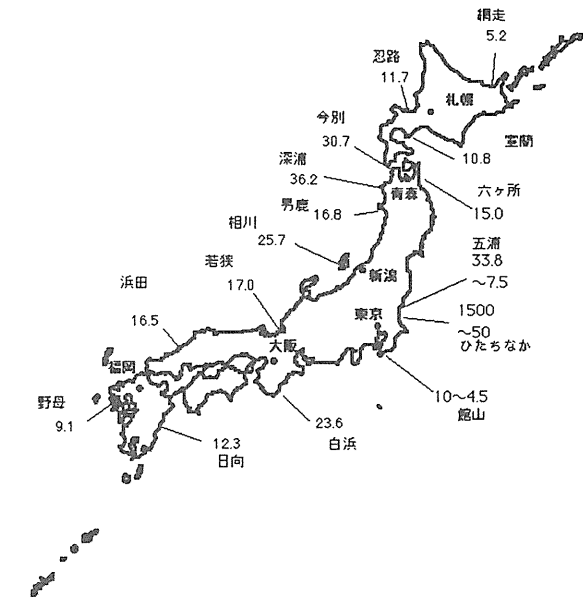 網走
5.2
忍路
11.7
札幌
今別
30.7
室蘭
10.8
深浦
36.2
青森
六ヶ所
15.0
男鹿
16.8
相川
25.7
五浦
33.8
～7.5
若狭
17.0
新潟
浜田
16.5
東京
1500
～50
ひたちなか
大阪
福岡
10～4.5
館山
野母
9.1
23.6
白浜
12.3
日向